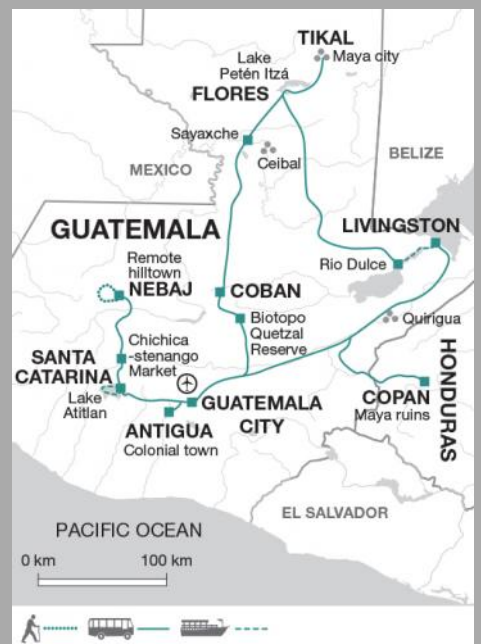 TIKAL
Maya city
Lake
Petén Itzá
FLORES
Sayaxche
Ceibal
MEXICO
BELIZE
GUATEMALA
LIVINGSTON
Remote
hilltown
NEBAJ
Rio Dulce
COBAN
Biotopo
Quetzal
Reserve
Quirigua
Chichica
-stenango
Market
SANTA
CATARINA
Lake
Atitlan
GUATEMALA
CITY
ANTIGUA
Colonial town
COPAN
Maya ruins
HONDURAS
EL SALVADOR
PACIFIC OCEAN
0 km 100 km